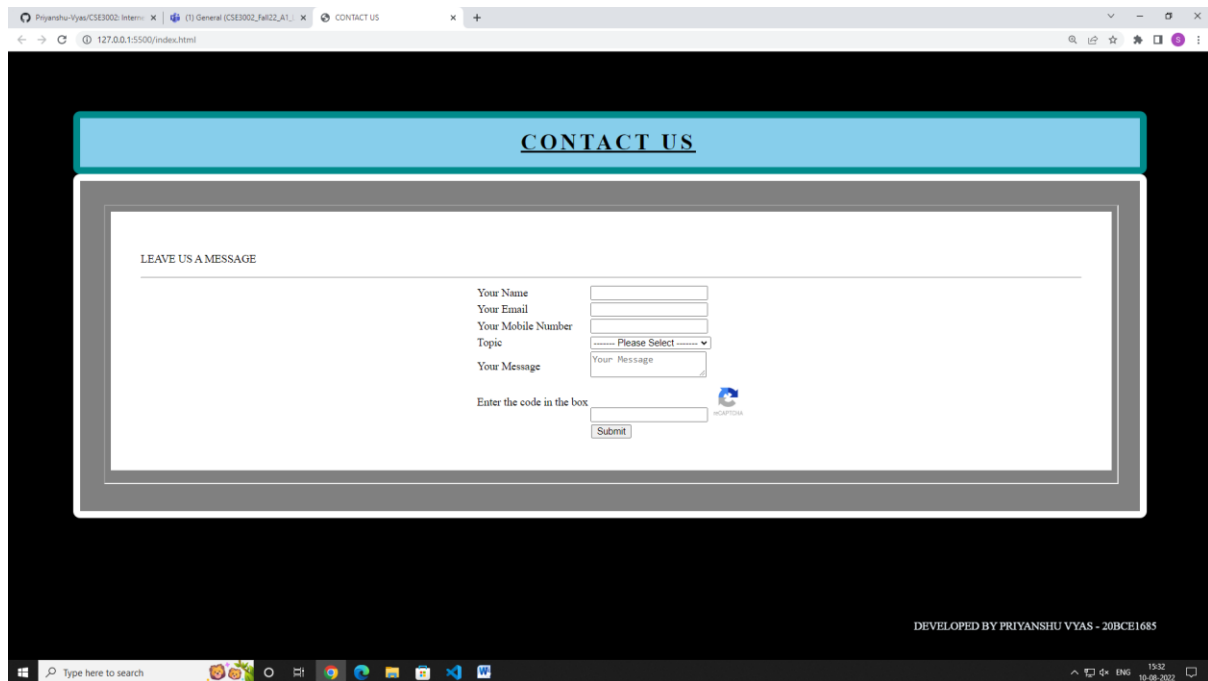 Priyanshu-Vyas/CSE3002: Intern
(1) General (CSE3002_Fall22_A1_
CONTACT US
127.0.0.1:5500/index.html
S
CONTACT US
LEAVE US A MESSAGE
Your Name
Your Email
Your Mobile Number
Topic
------- Please Select -------
Your Message
Your Message
Enter the code in the box
reCAPTCHA
Submit
DEVELOPED BY PRIYANSHU VYAS - 20BCE1685
Type here to search
ENG
15:32
10-08-2022